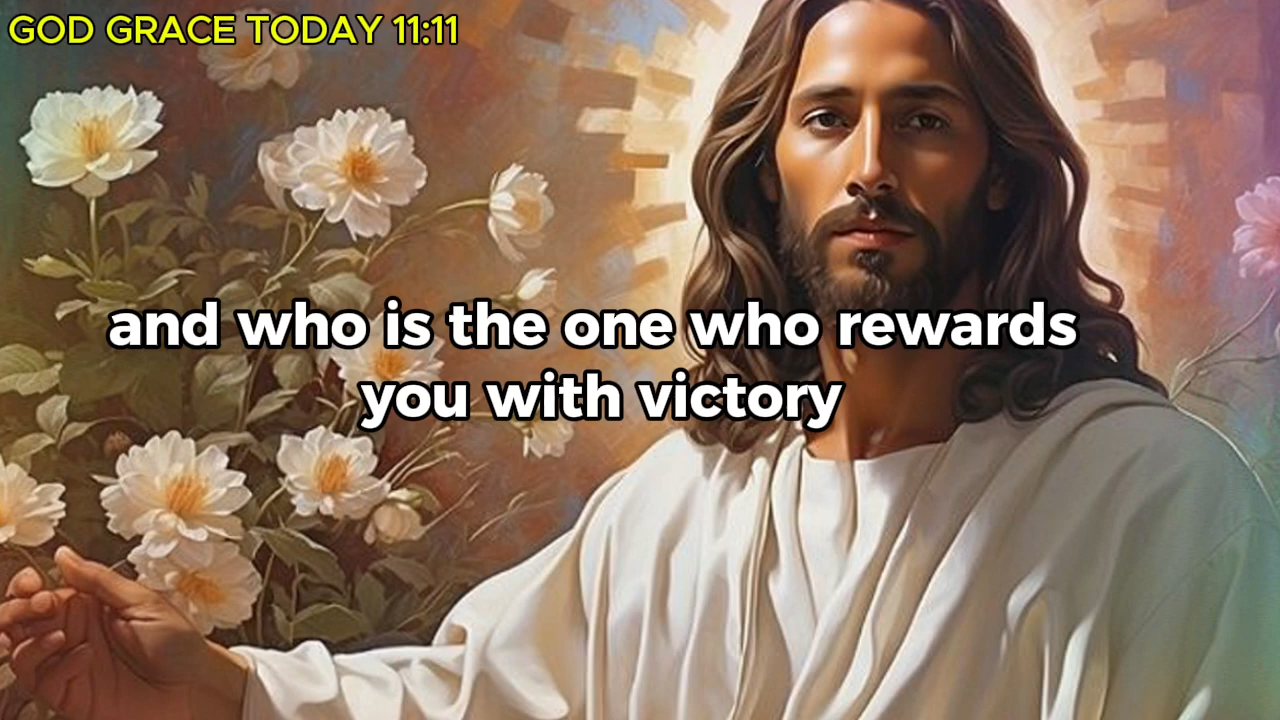 GOD GRACE TODAY 11:11
and who is the one who rewards
you with victory